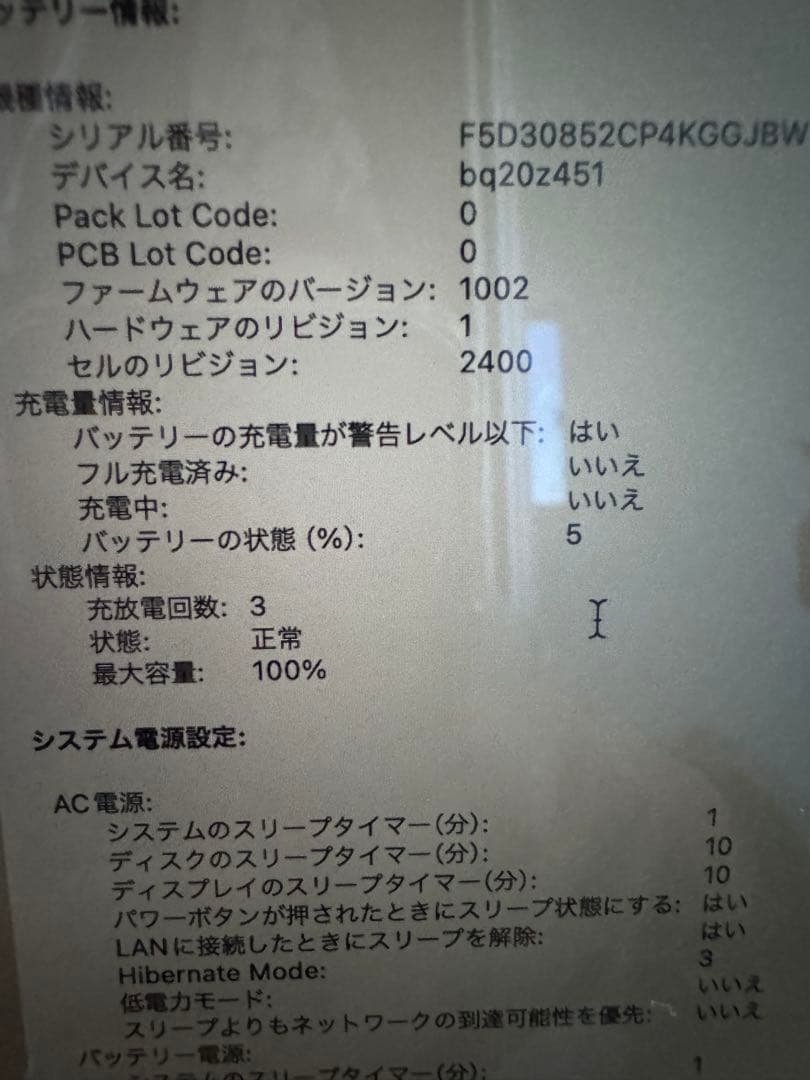 ッテリー情報:
機種情報:
シリアル番号: F5D30852CP4KGGJBW
デバイス名: bq20z451
Pack Lot Code: 0
PCB Lot Code: 0
ファームウェアのバージョン: 1002
ハードウェアのリビジョン: 1
セルのリビジョン: 2400
充電量情報:
バッテリーの充電量が警告レベル以下: はい
フル充電済み: いいえ
充電中: いいえ
バッテリーの状態 (%): 5
状態情報:
充放電回数: 3
状態: 正常
最大容量: 100%
システム電源設定:
AC電源:
システムのスリープタイマー(分): 1
ディスクのスリープタイマー(分): 10
ディスプレイのスリープタイマー(分): 10
パワーボタンが押されたときにスリープ状態にする: はい
LANに接続したときにスリープを解除: はい
Hibernate Mode: 3
低電力モード: いいえ
スリープよりもネットワークの到達可能性を優先: いいえ
バッテリー電源:
システムのスリープタイマー(分): 1